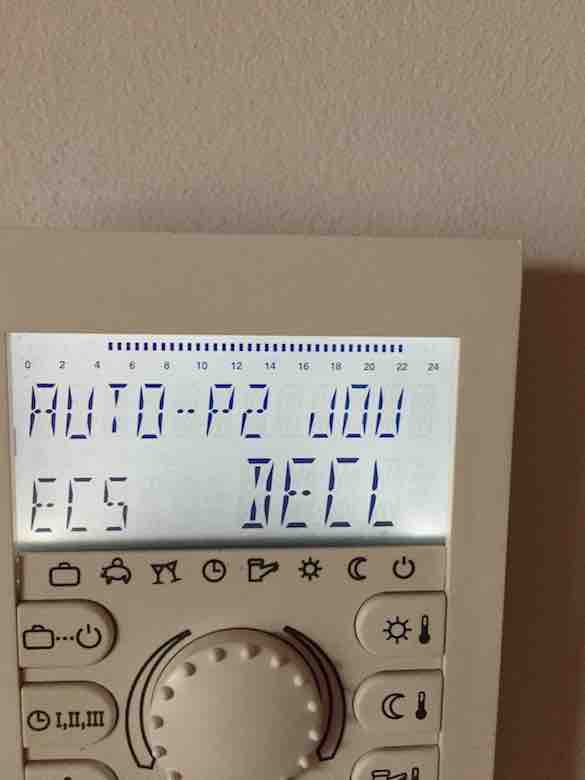 0 2 4 6 8 10 12 14 16 18 20 22 24
AUTO-P2 JOU
ECS DECL
I,II,III